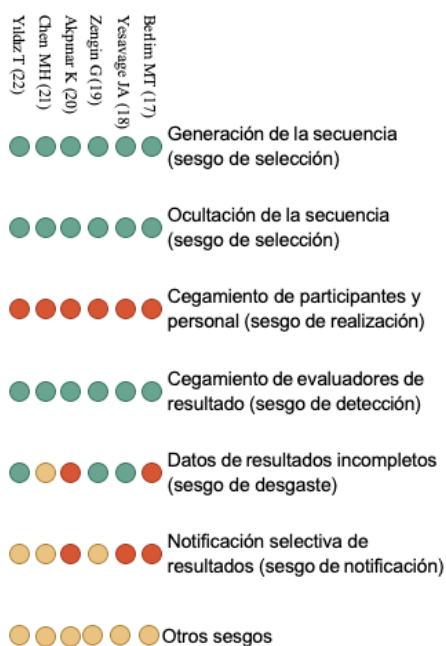 Yıldız T (22)
Chen MH (21)
Akpınar K (20)
Zengin G (19)
Yesavage JA (18)
Berlim MT (17)
Generación de la secuencia
(sesgo de selección)
Ocultación de la secuencia
(sesgo de selección)
Cegamiento de participantes y
personal (sesgo de realización)
Cegamiento de evaluadores de
resultado (sesgo de detección)
Datos de resultados incompletos
(sesgo de desgaste)
Notificación selectiva de
resultados (sesgo de notificación)
Otros sesgos